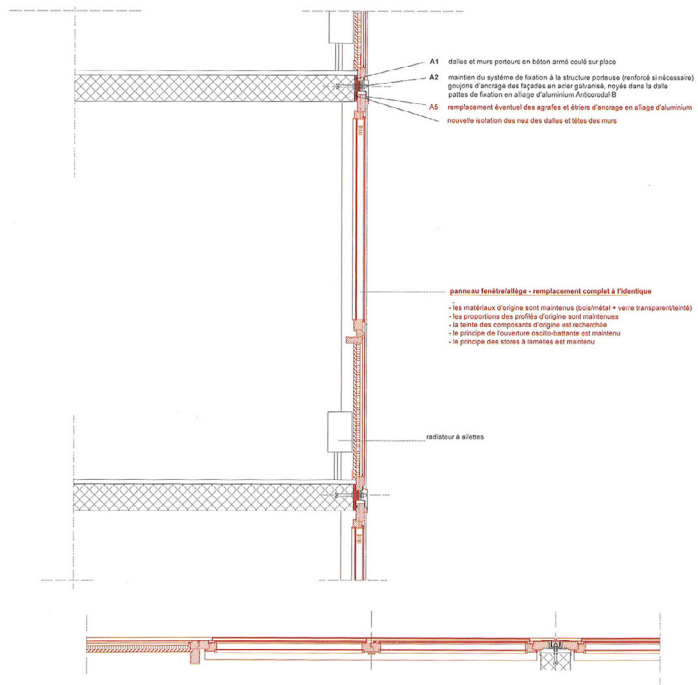 A1 dalles et murs porteurs en béton armé coulé sur place
A2 maintien du système de fixation à la structure porteuse (renforcé si nécessaire)
goujons d'ancrage des façades en acier galvanisé, noyés dans la dalle
pattes de fixation en alliage d'aluminium Anticorodal-B
A5 remplacement éventuel des agrafes et étriers d'ancrage en alliage d'aluminium
nouvelle isolation des nez des dalles et têtes des murs
panneau fenêtre/allège - remplacement complet à l'identique
- les matériaux d'origine sont maintenus (bois/métal + verre transparent/teinté)
- les proportions des profilés d'origine sont maintenues
- la teinte des composants d'origine est recherchée
- le principe de l'ouverture oscillo-battante est maintenu
- le principe des stores à lamelles est maintenu
radiateur à ailettes